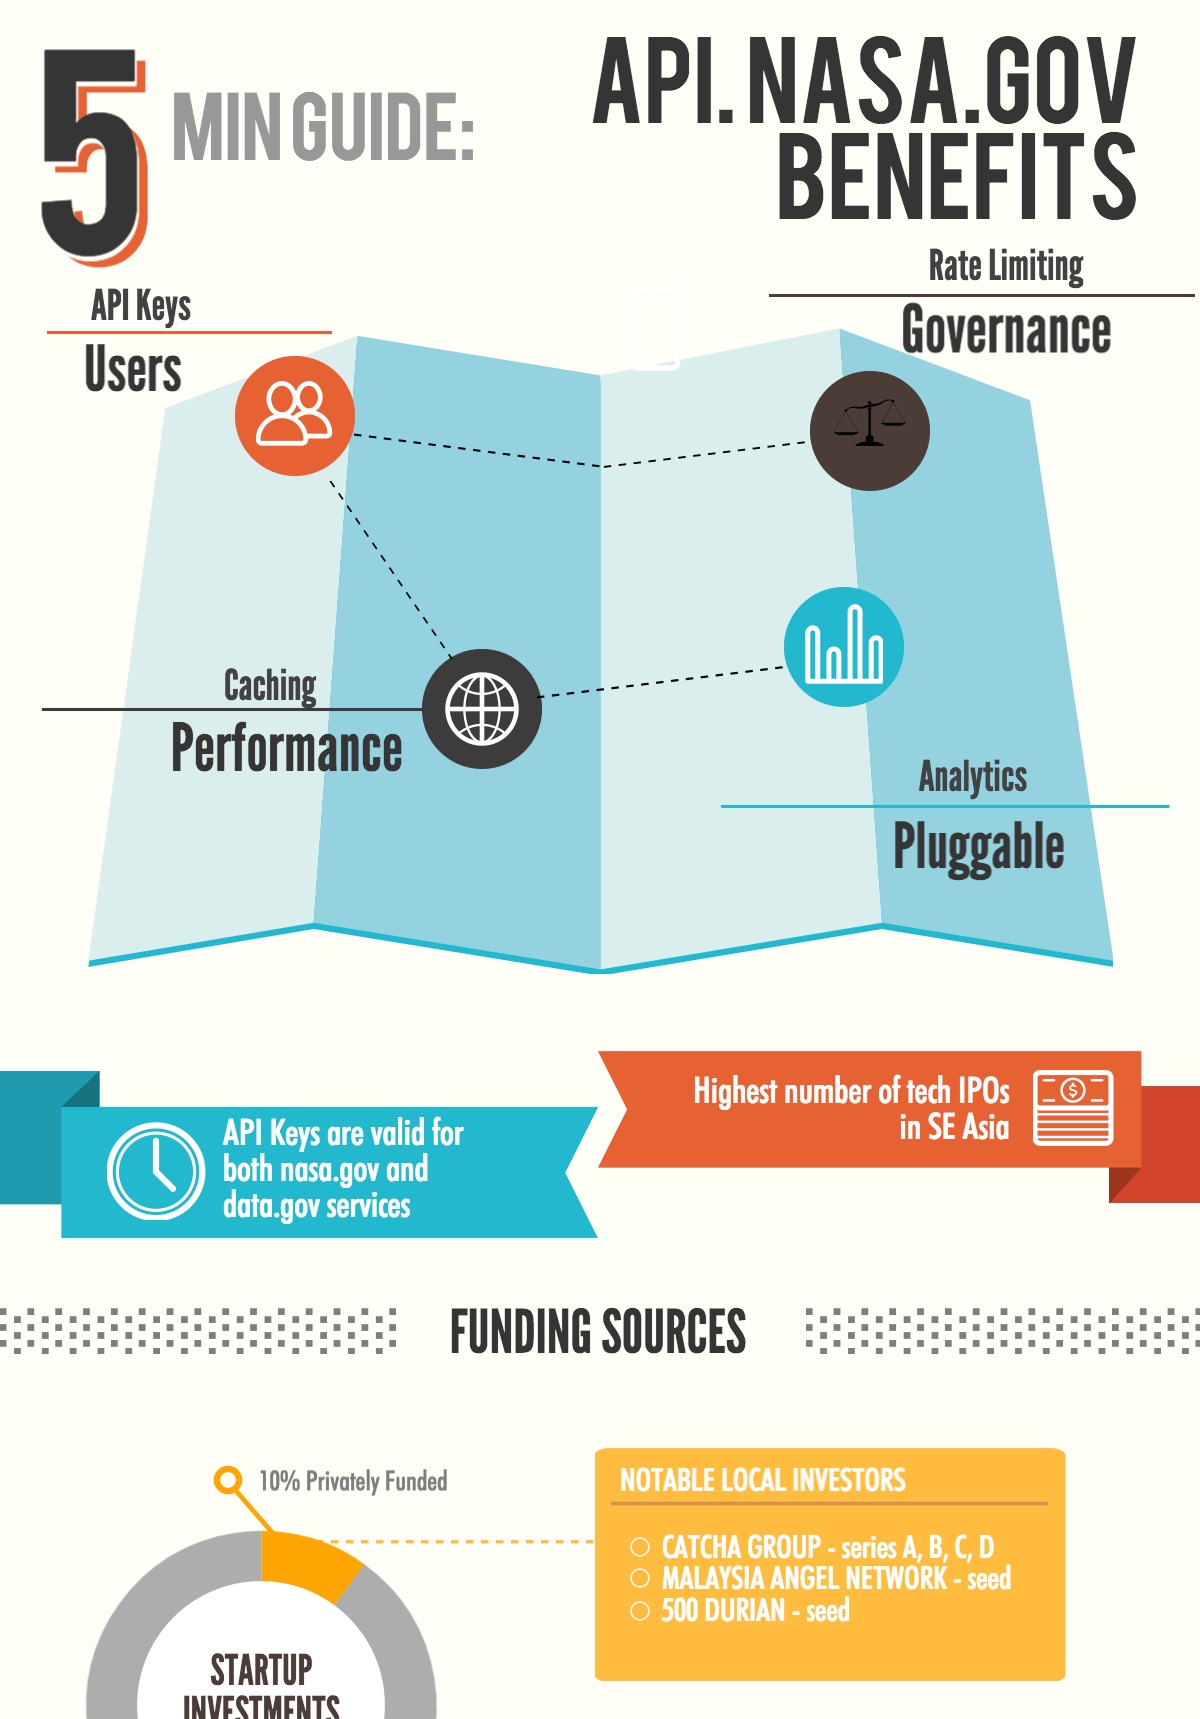 5 MIN GUIDE:
API.NASA.GOV
BENEFITS
API Keys
Users
Rate Limiting
Governance
Caching
Performance
Analytics
Pluggable
API Keys are valid for
both nasa.gov and
data.gov services
Highest number of tech IPOs
in SE Asia
$
FUNDING SOURCES
10% Privately Funded
NOTABLE LOCAL INVESTORS
CATCHA GROUP - series A, B, C, D
MALAYSIA ANGEL NETWORK - seed
500 DURIAN - seed
STARTUP
INVESTMENTS